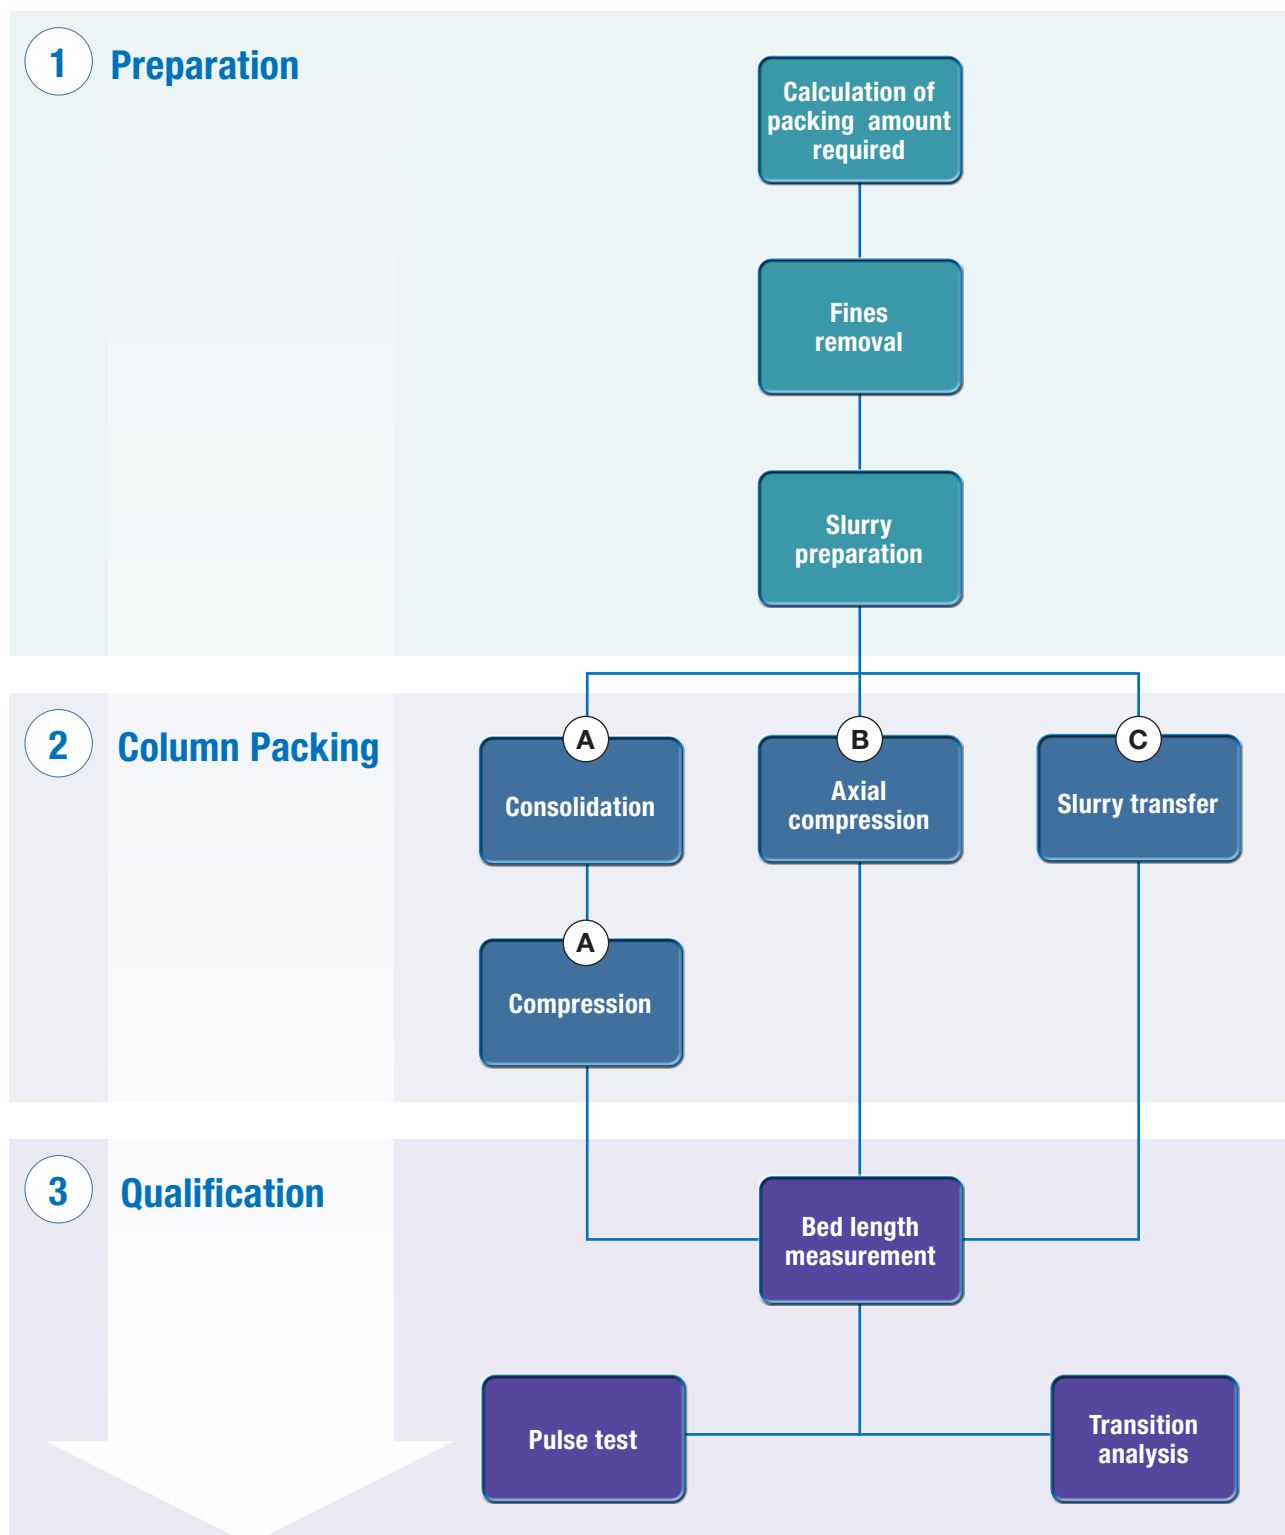 1 Preparation
Calculation of
packing amount
required
Fines
removal
Slurry
preparation
2 Column Packing
A
Consolidation
B
Axial
compression
C
Slurry transfer
A
Compression
3 Qualification
Bed length
measurement
Pulse test
Transition
analysis